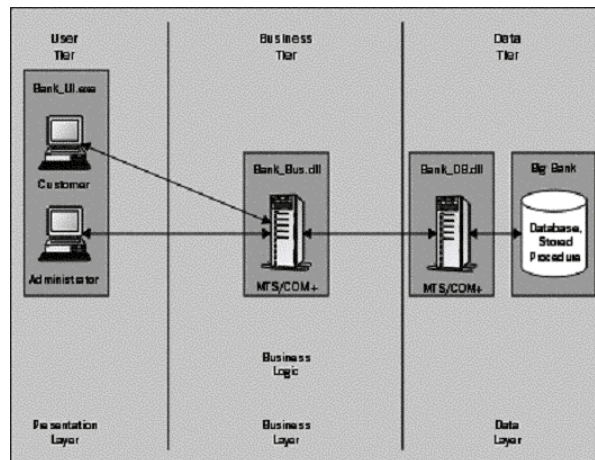 User
Tier
Business
Tier
Data
Tier
Bank_UI.exe
Customer
Administrator
Bank_Bus.dll
MTS/COM+
Bank_DB.dll
MTS/COM+
Big Bank
Database,
Stored
Procedure
Business
Logic
Presentation
Layer
Business
Layer
Data
Layer